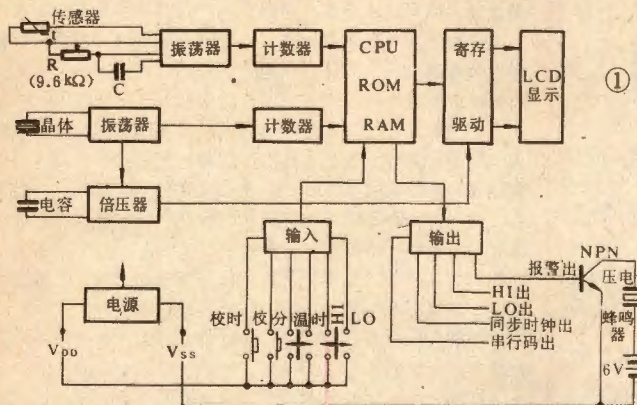 传感器
t
R
(9.6kΩ)
C
振荡器
计数器
CPU
ROM
RAM
寄存
驱动
LCD
显示
①
晶体
振荡器
计数器
电容
倍压器
输入
输出
NPN
报警出
压电
蜂鸣器
6V
HI出
LO出
同步时钟出
串行码出
电源
V_DD
V_SS
校时
校分
温
时
HI
LO